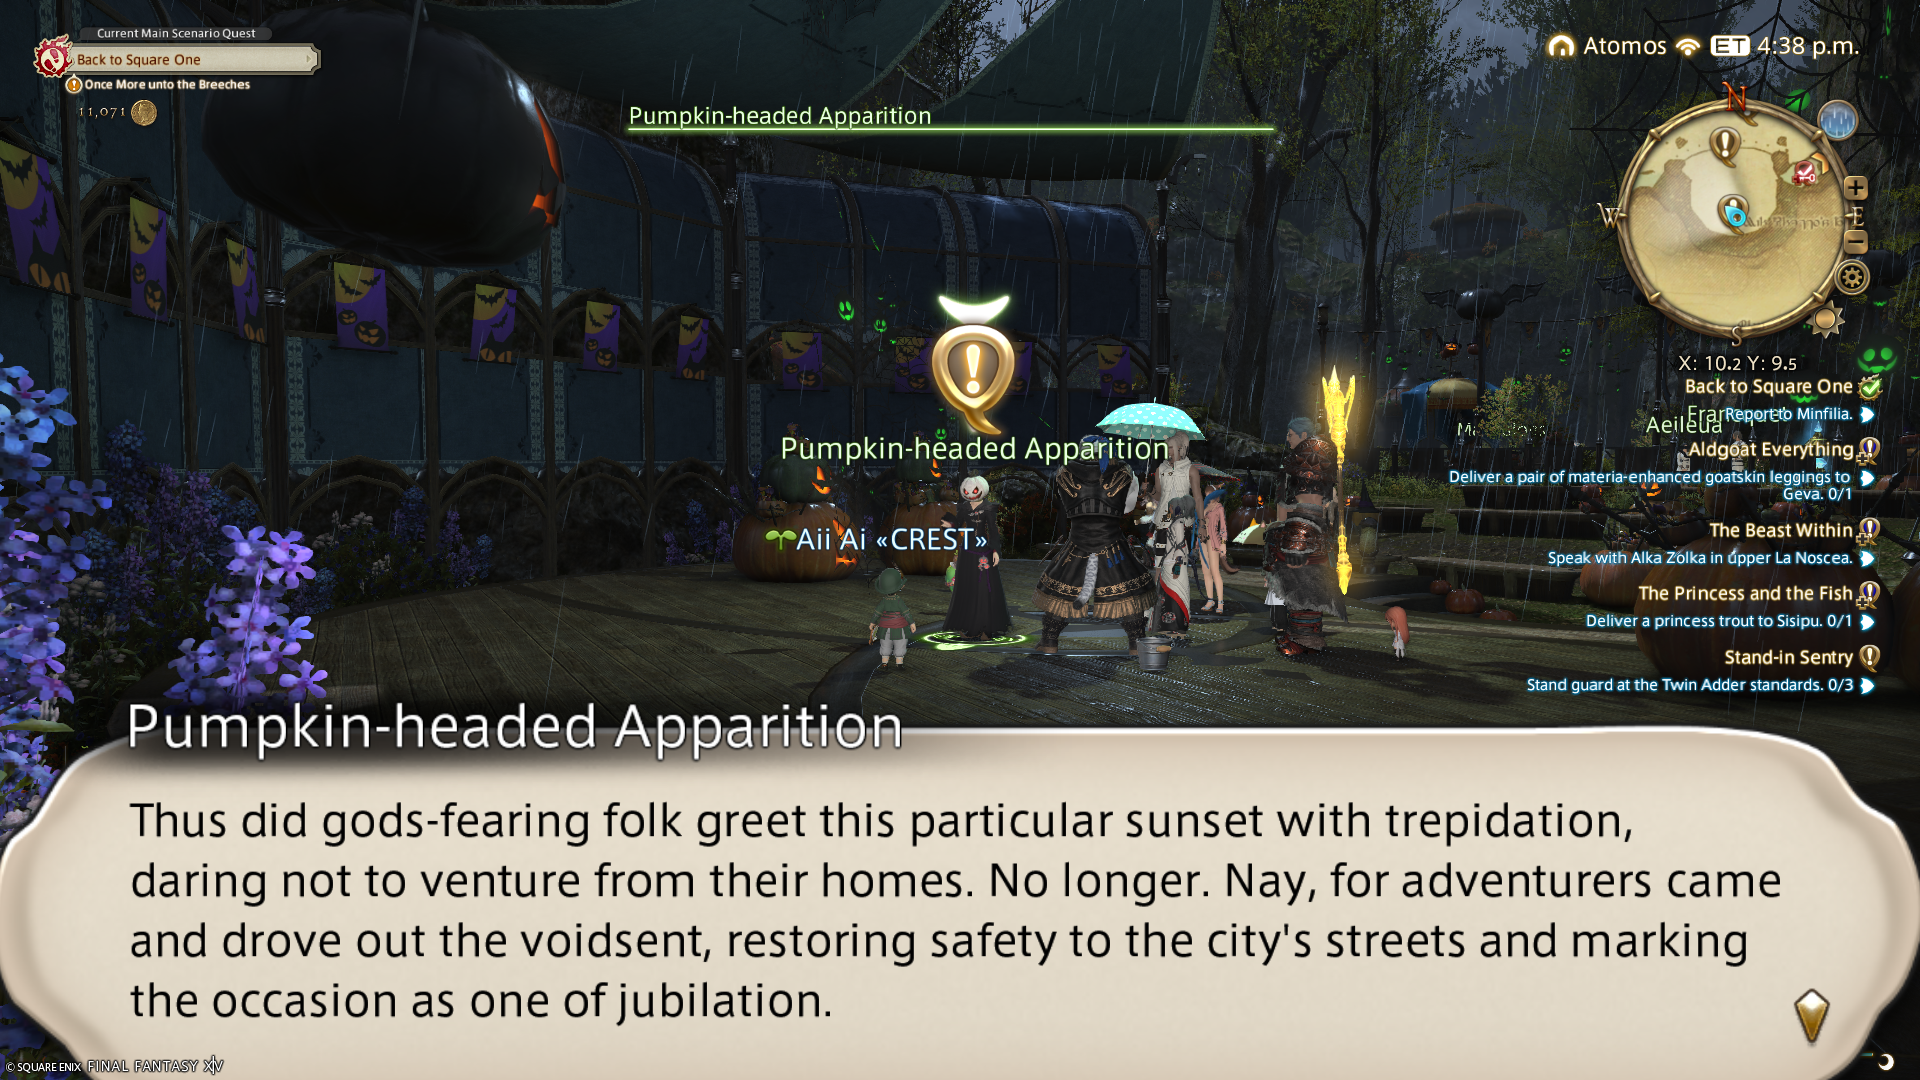 Current Main Scenario Quest
Back to Square One
Once More unto the Breeches
11,071
Pumpkin-headed Apparition
Atomos ET 4:38 p.m.
N
W
E
S
X: 10.2 Y: 9.5
Back to Square One
Report to Minfilia.
Aeileua
Aldgoat Everything
Deliver a pair of materia-enhanced goatskin leggings to
Geva. 0/1
The Beast Within
Speak with Alka Zolka in upper La Noscea.
The Princess and the Fish
Deliver a princess trout to Sisipu. 0/1
Stand-in Sentry
Stand guard at the Twin Adder standards. 0/3
Pumpkin-headed Apparition
Aii Ai «CREST»
Pumpkin-headed Apparition
Thus did gods-fearing folk greet this particular sunset with trepidation,
daring not to venture from their homes. No longer. Nay, for adventurers came
and drove out the voidsent, restoring safety to the city's streets and marking
the occasion as one of jubilation.
© SQUARE ENIX FINAL FANTASY XIV